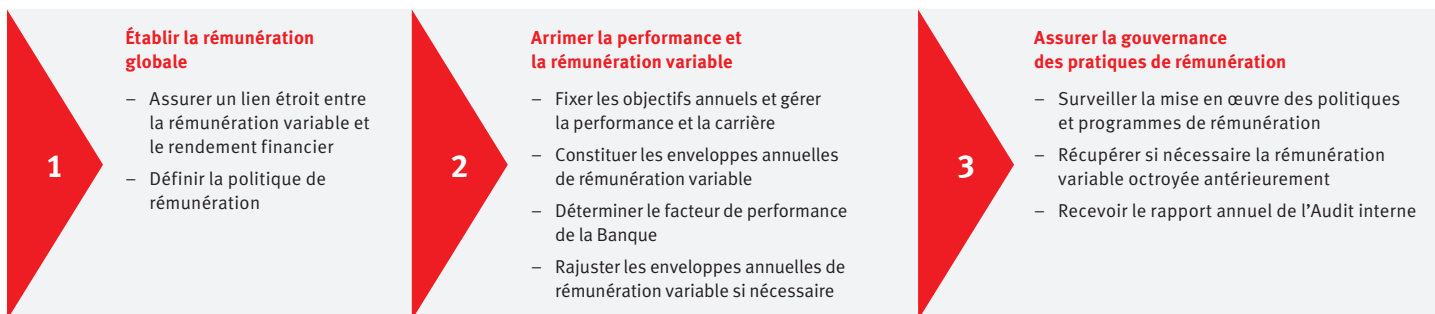 1
Établir la rémunération
globale
– Assurer un lien étroit entre
la rémunération variable et
le rendement financier
– Définir la politique de
rémunération
2
Arrimer la performance et
la rémunération variable
– Fixer les objectifs annuels et gérer
la performance et la carrière
– Constituer les enveloppes annuelles
de rémunération variable
– Déterminer le facteur de performance
de la Banque
– Rajuster les enveloppes annuelles de
rémunération variable si nécessaire
3
Assurer la gouvernance
des pratiques de rémunération
– Surveiller la mise en œuvre des politiques
et programmes de rémunération
– Récupérer si nécessaire la rémunération
variable octroyée antérieurement
– Recevoir le rapport annuel de l’Audit interne